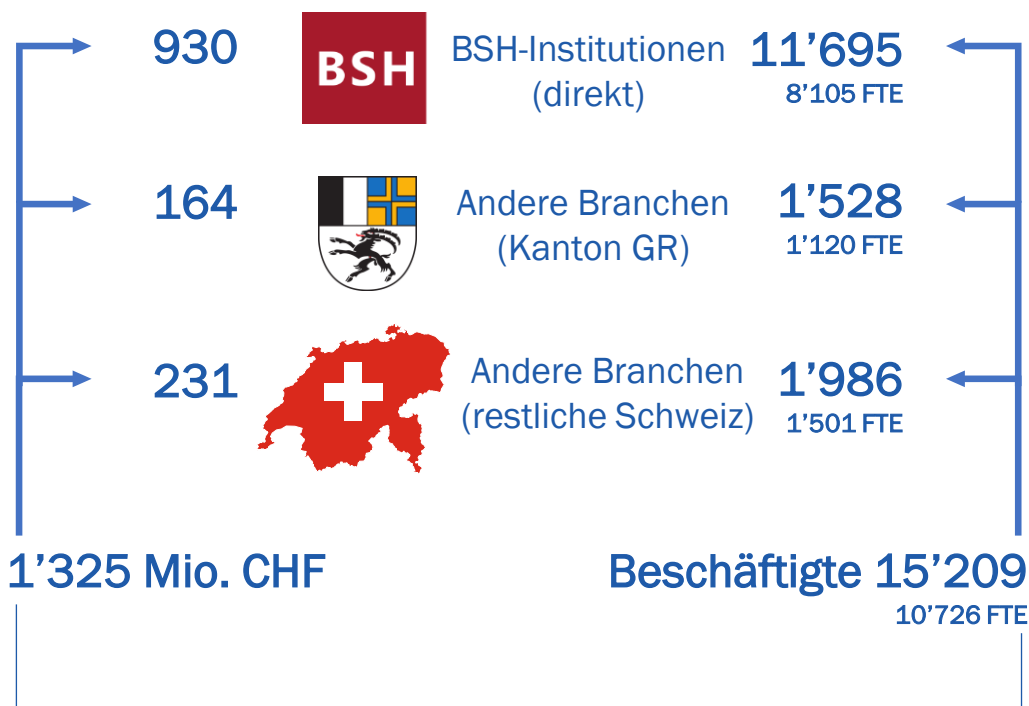 930
BSH
BSH-Institutionen
(direkt)
11’695
8’105 FTE
164
Andere Branchen
(Kanton GR)
1’528
1’120 FTE
231
Andere Branchen
(restliche Schweiz)
1’986
1’501 FTE
1’325 Mio. CHF
Beschäftigte 15’209
10’726 FTE